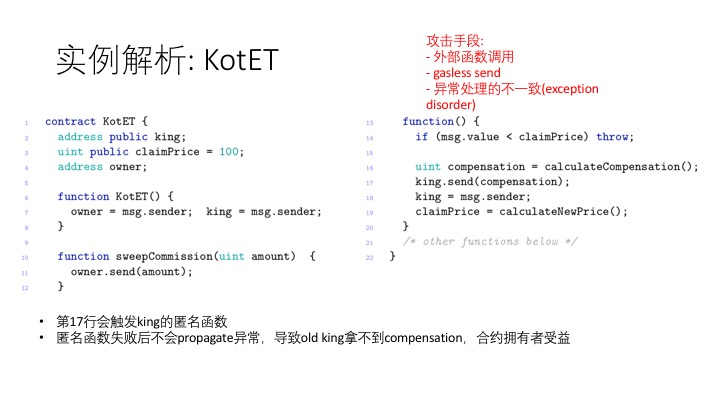 实例解析: KotET
攻击手段:
- 外部函数调用
- gasless send
- 异常处理的不一致(exception
disorder)
1 contract KotET {
2 address public king;
3 uint public claimPrice = 100;
4 address owner;
5
6 function KotET() {
7 owner = msg.sender; king = msg.sender;
8 }
9
10 function sweepCommission(uint amount) {
11 owner.send(amount);
12 }
13 function() {
14 if (msg.value < claimPrice) throw;
15
16 uint compensation = calculateCompensation();
17 king.send(compensation);
18 king = msg.sender;
19 claimPrice = calculateNewPrice();
20 }
21 /* other functions below */
22 }
• 第17行会触发king的匿名函数
• 匿名函数失败后不会propagate异常，导致old king拿不到compensation，合约拥有者受益